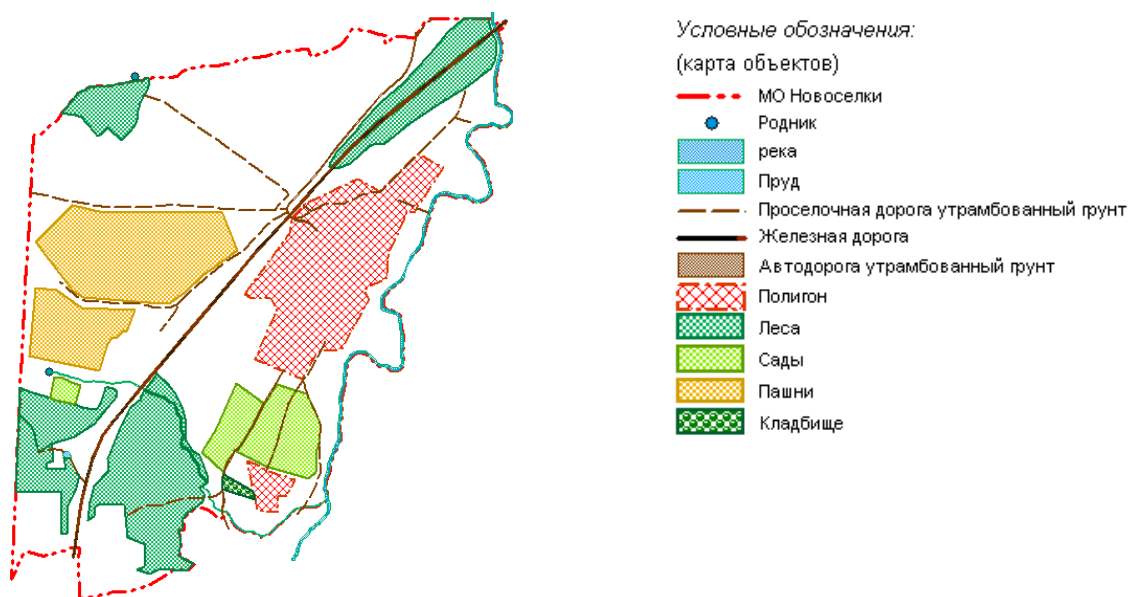 Условные обозначения:
(карта объектов)
МО Новоселки
Родник
река
Пруд
Проселочная дорога утрамбованный грунт
Железная дорога
Автодорога утрамбованный грунт
Полигон
Леса
Сады
Пашни
Кладбище